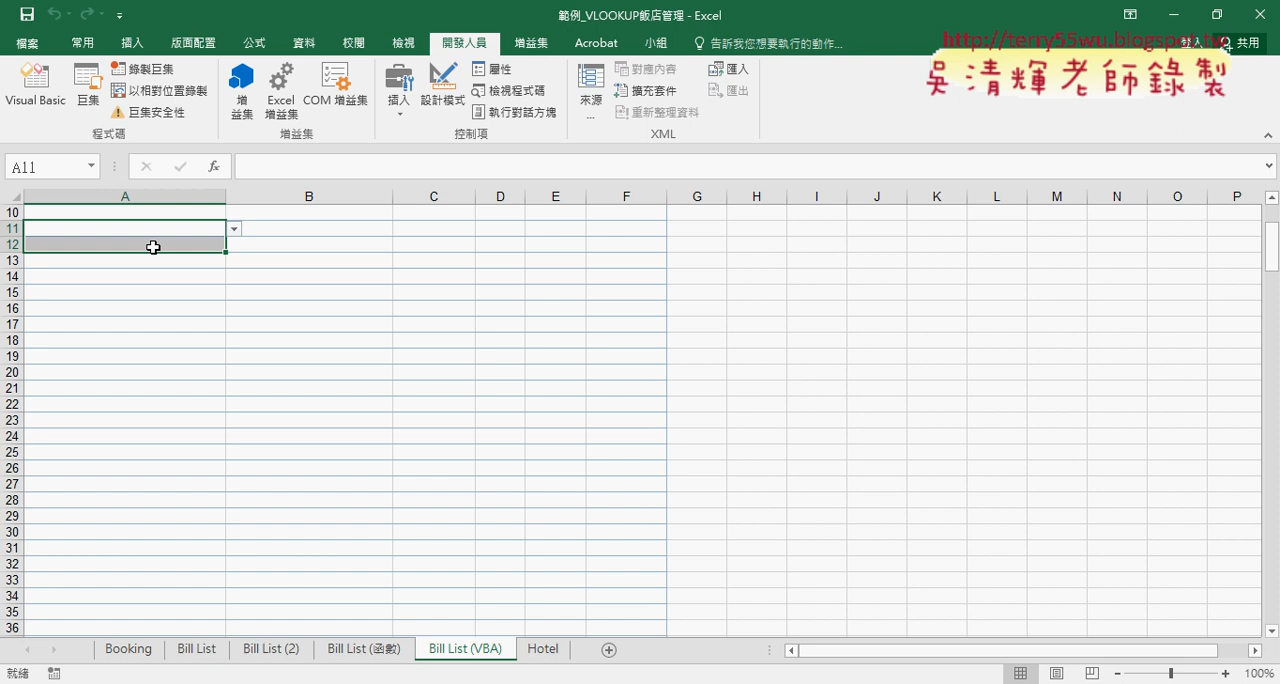 範例_VLOOKUP飯店管理 - Excel
檔案 常用 插入 版面配置 公式 資料 校閱 檢視 開發人員 增益集 Acrobat 小組 告訴我您想要執行的動作... 登入 共用
http://terry55wu.blogspot.tw
吳清輝老師錄製
Visual Basic 巨集 錄製巨集 以相對位置錄製 巨集安全性
增益集 Excel 增益集 COM 增益集
插入 設計模式 屬性 檢視程式碼 執行對話方塊
來源... 對應內容 擴充套件 重新整理資料 匯入 匯出
程式碼 增益集 控制項 XML
A11 fx
A B C D E F G H I J K L M N O P
10
11
12
13
14
15
16
17
18
19
20
21
22
23
24
25
26
27
28
29
30
31
32
33
34
35
36
Booking Bill List Bill List (2) Bill List (函數) Bill List (VBA) Hotel
就緒 100%